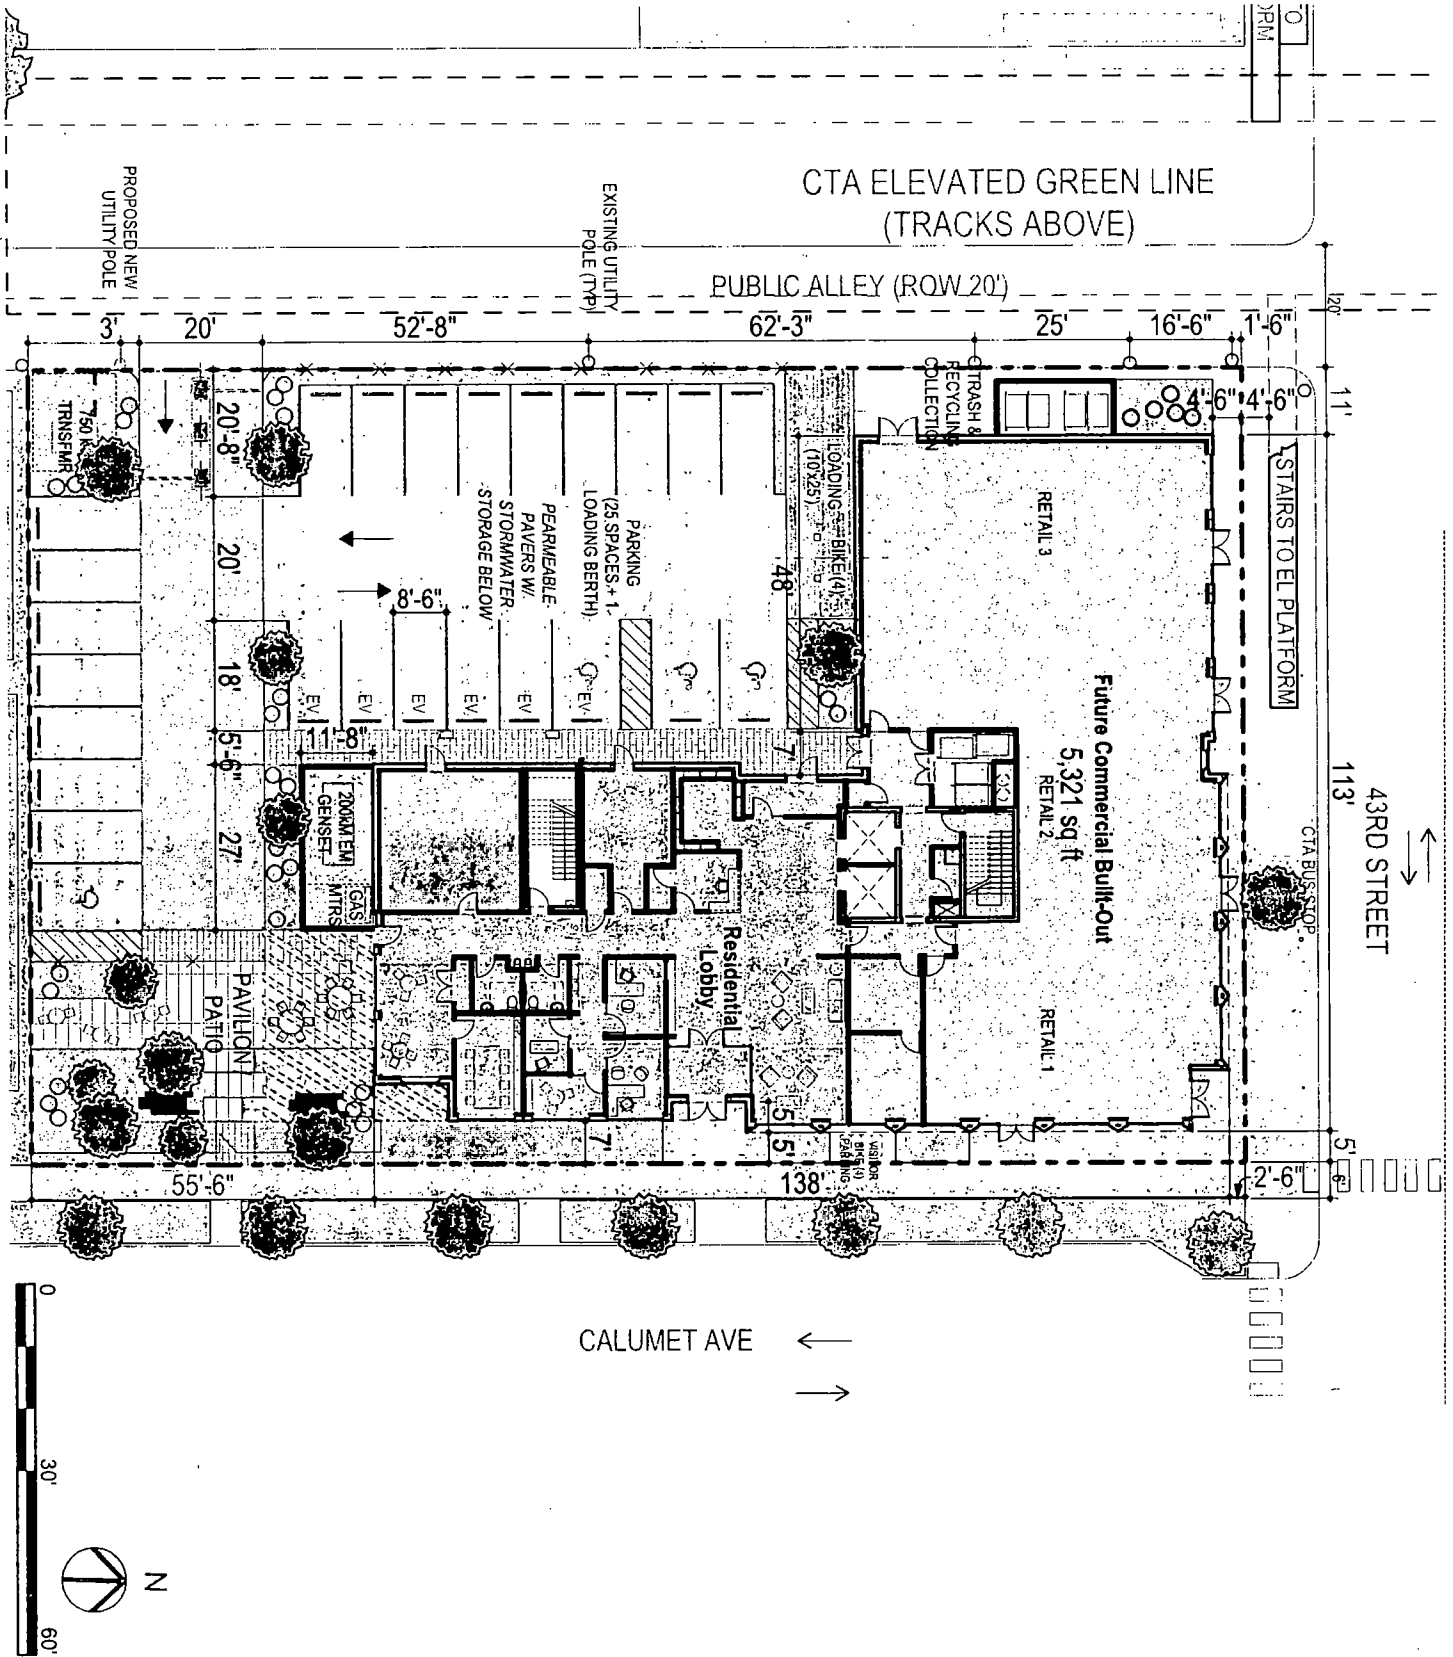 CTA ELEVATED GREEN LINE
(TRACKS ABOVE)
PROPOSED NEW
UTILITY POLE
EXISTING UTILITY
POLE (TYP)
PUBLIC ALLEY (ROW 20')
20'
3'
20'
52'-8"
62'-3"
25'
16'-6"
1'-6"
TRASH &
RECYCLING
COLLECTION
4'-6"
4'-6"
11'
TRNSFMR
20'-8"
LOADING
(10'X25')
BIKE (4)
STAIRS TO EL PLATFORM
RETAIL 3
PARKING
(25 SPACES + 1
LOADING BERTH)
PEARMEABLE
PAVERS W/
STORMWATER
STORAGE BELOW
20'
48'
8'-6"
18'
EV
EV
EV
EV
EV
EV
11'-8"
5'-6"
7'
Future Commercial Built-Out
5,321 sq ft
RETAIL 2
113'
43RD STREET
CTA BUS STOP
27'
200KW EM
GENSET
GAS
MTRS
Residential
Lobby
PAVILION
PATIO
RETAIL 1
5'
5'
7'
VISITOR
BIKE (4)
PARKING
5'
6'
55'-6"
138'
2'-6"
CALUMET AVE
0
30'
60'
N